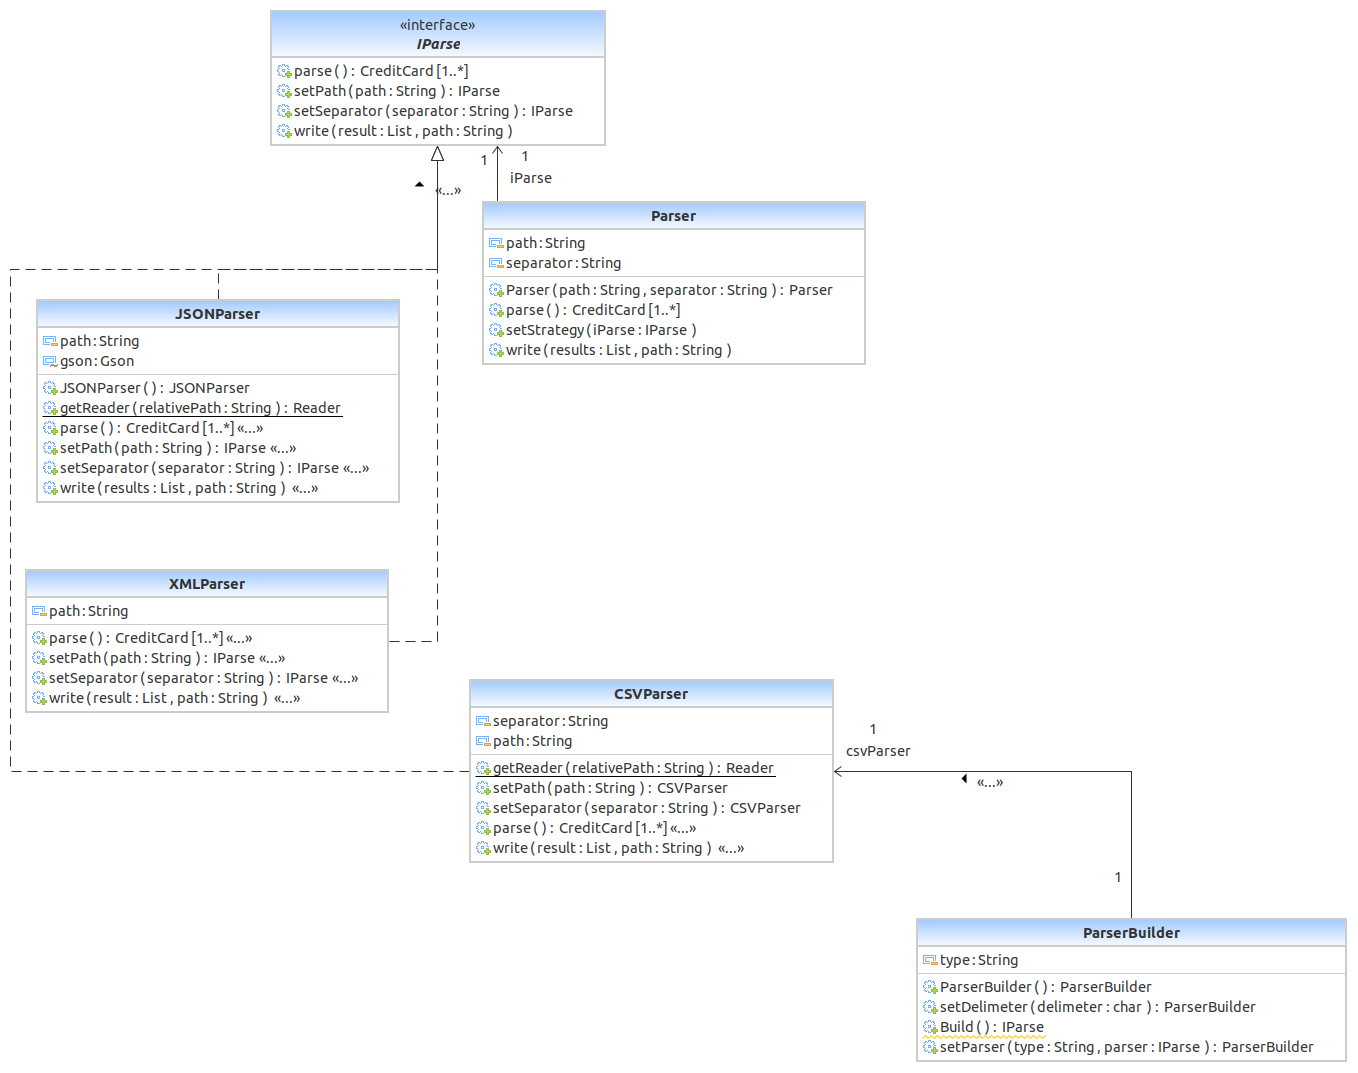 «interface»
IParse
parse(): CreditCard[1..*]
setPath(path:String): IParse
setSeparator(separator:String): IParse
write(result:List,path:String)
1
1
iParse
«...»
Parser
path:String
separator:String
Parser(path:String,separator:String): Parser
parse(): CreditCard[1..*]
setStrategy(iParse:IParse)
write(results:List,path:String)
JSONParser
path:String
gson:Gson
JSONParser(): JSONParser
getReader(relativePath:String): Reader
parse(): CreditCard[1..*]«...»
setPath(path:String): IParse «...»
setSeparator(separator:String): IParse «...»
write(results:List,path:String) «...»
XMLParser
path:String
parse(): CreditCard[1..*]«...»
setPath(path:String): IParse «...»
setSeparator(separator:String): IParse «...»
write(result:List,path:String) «...»
CSVParser
separator:String
path:String
getReader(relativePath:String): Reader
setPath(path:String): CSVParser
setSeparator(separator:String): CSVParser
parse(): CreditCard[1..*]«...»
write(result:List,path:String) «...»
1
csvParser
«...»
1
ParserBuilder
type:String
ParserBuilder(): ParserBuilder
setDelimeter(delimeter:char): ParserBuilder
Build(): IParse
setParser(type:String,parser:IParse): ParserBuilder